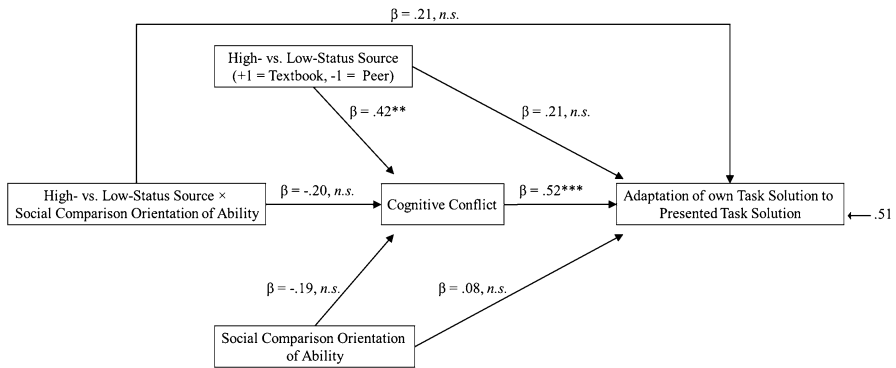 β = .21, n.s.
High- vs. Low-Status Source
(+1 = Textbook, -1 = Peer)
β = .42**
β = .21, n.s.
High- vs. Low-Status Source ×
Social Comparison Orientation of Ability
β = -.20, n.s.
Cognitive Conflict
β = .52***
Adaptation of own Task Solution to
Presented Task Solution
.51
β = -.19, n.s.
β = .08, n.s.
Social Comparison Orientation
of Ability